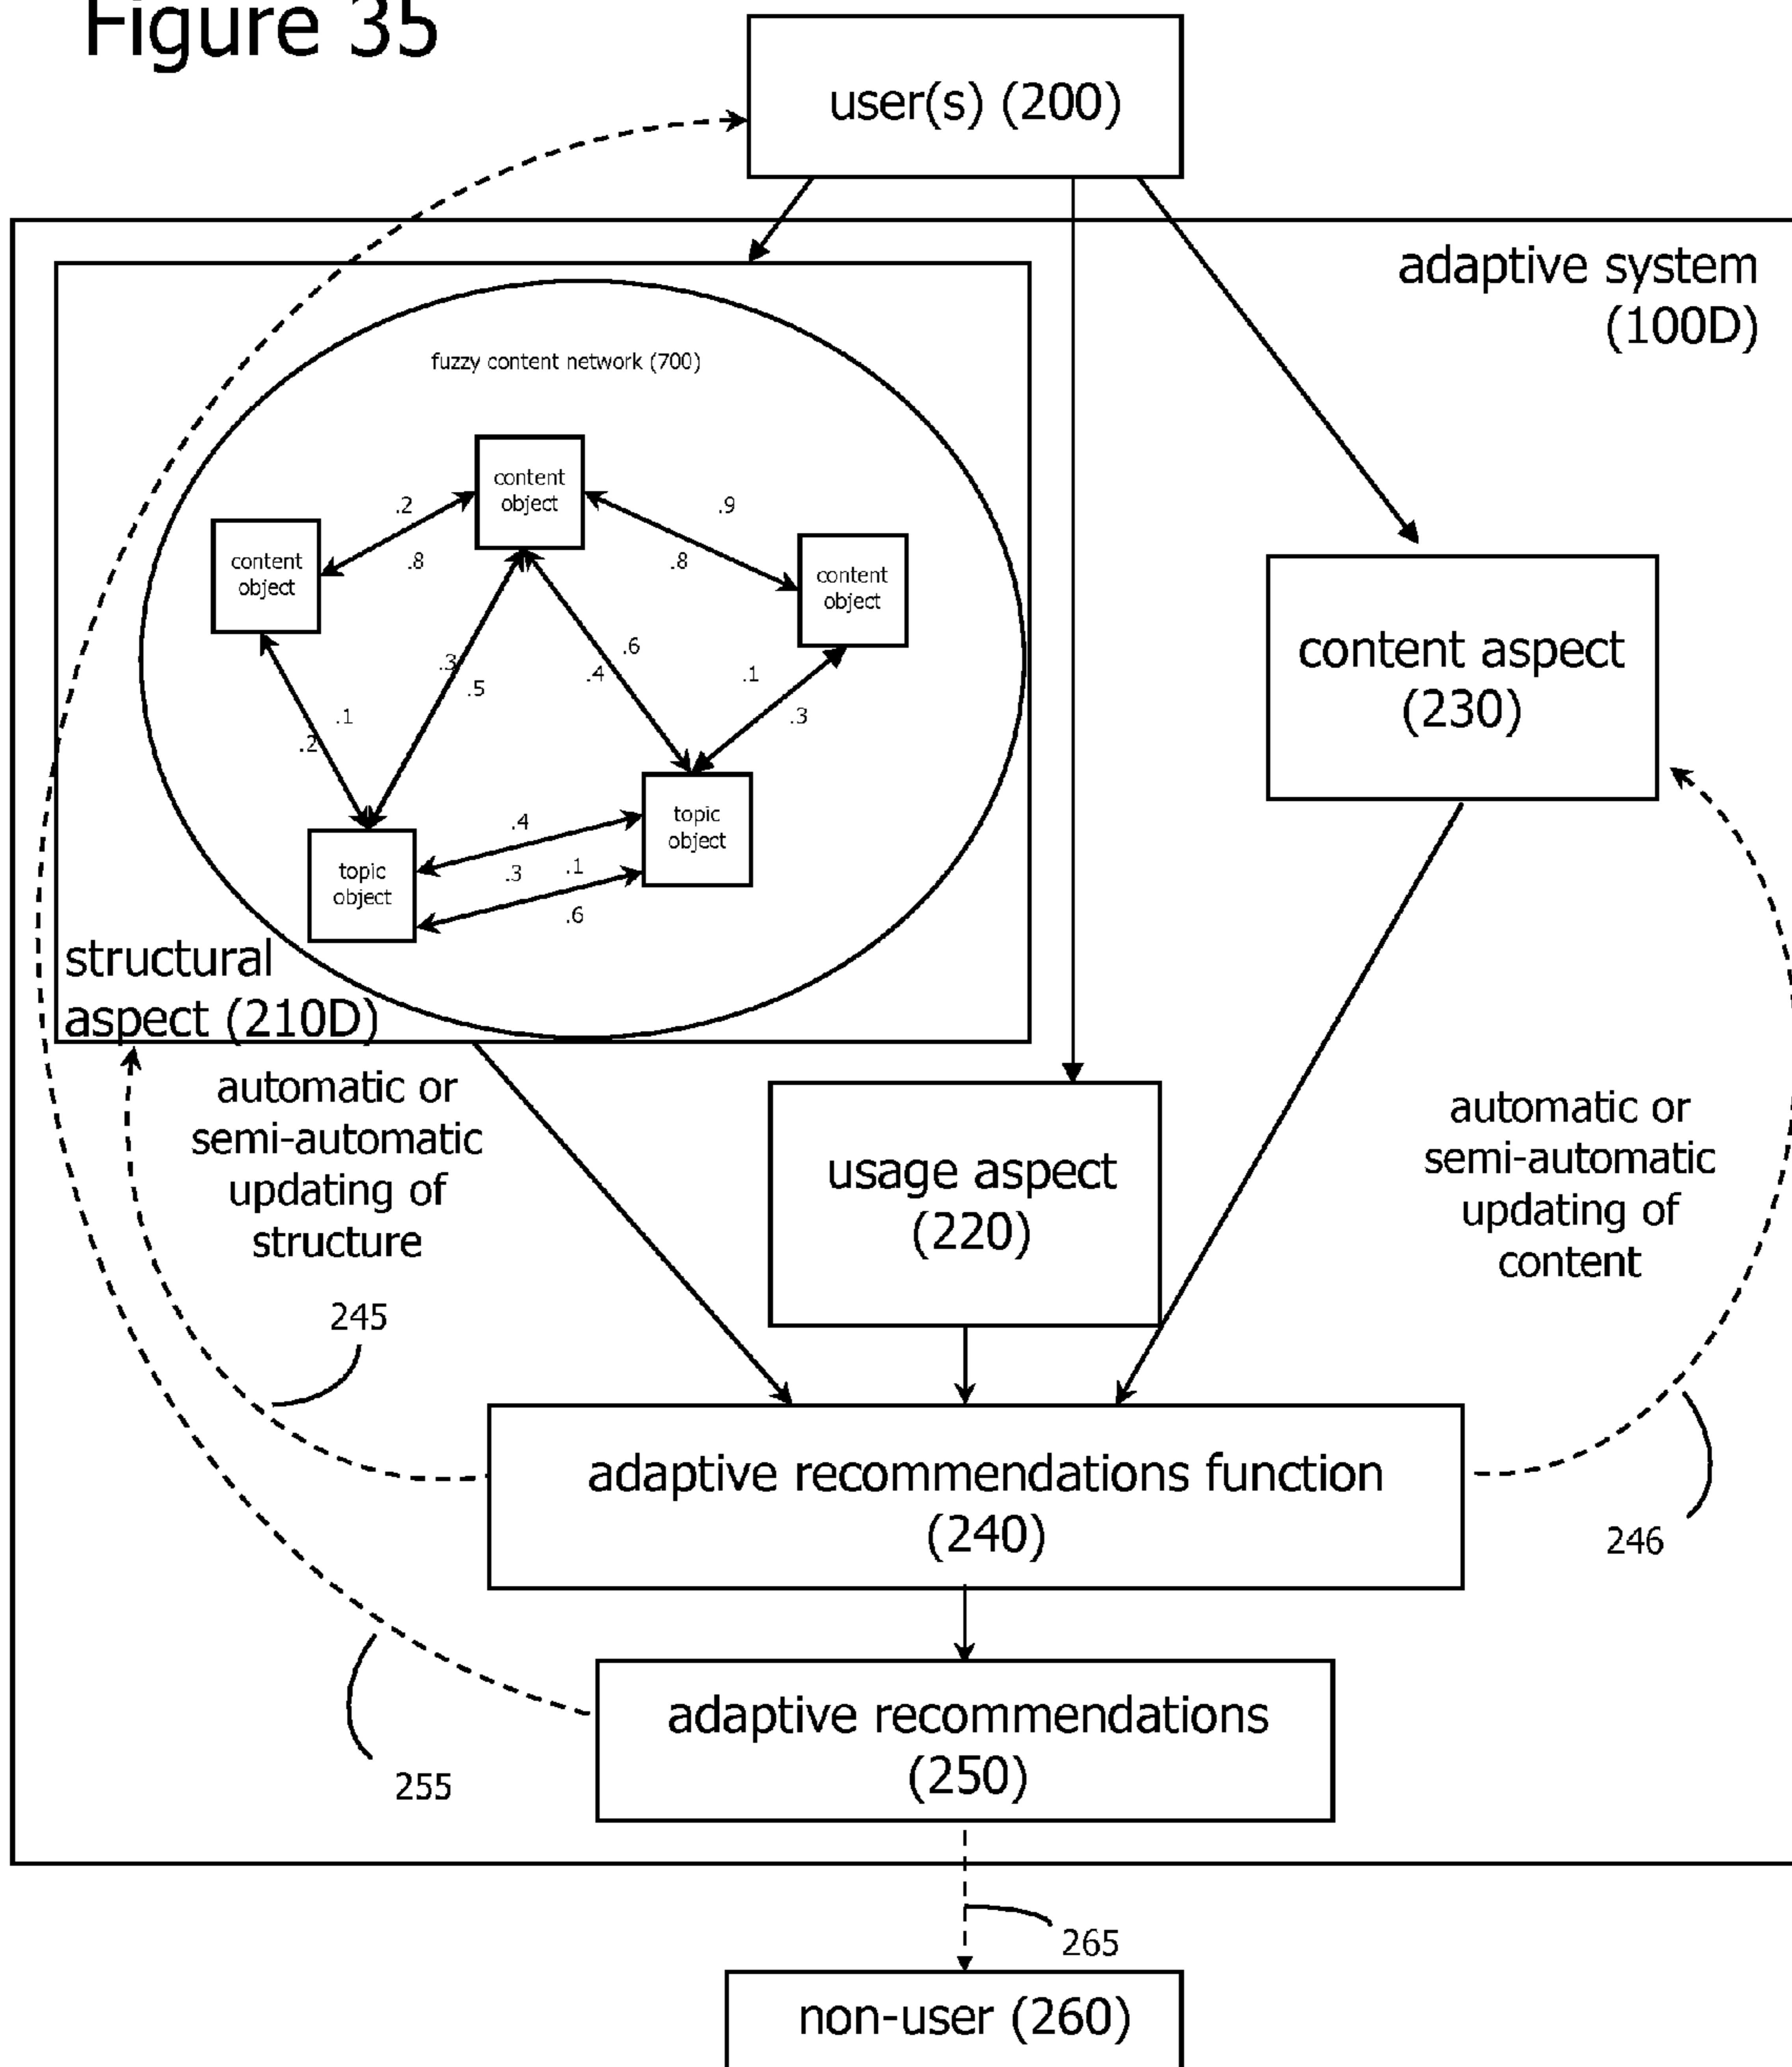 Figure 35
user(s) (200)
adaptive system
(100D)
fuzzy content network (700)
content
object
.2
.9
content
object
.8
.8
content
object
.3
.5
.6
.4
.1
.3
.1
.2
content aspect
(230)
topic
object
.4
topic
object
.3
.1
.6
structural
aspect (210D)
automatic or
semi-automatic
updating of
structure
automatic or
semi-automatic
updating of
content
usage aspect
(220)
245
adaptive recommendations function
(240)
246
adaptive recommendations
(250)
255
265
non-user (260)